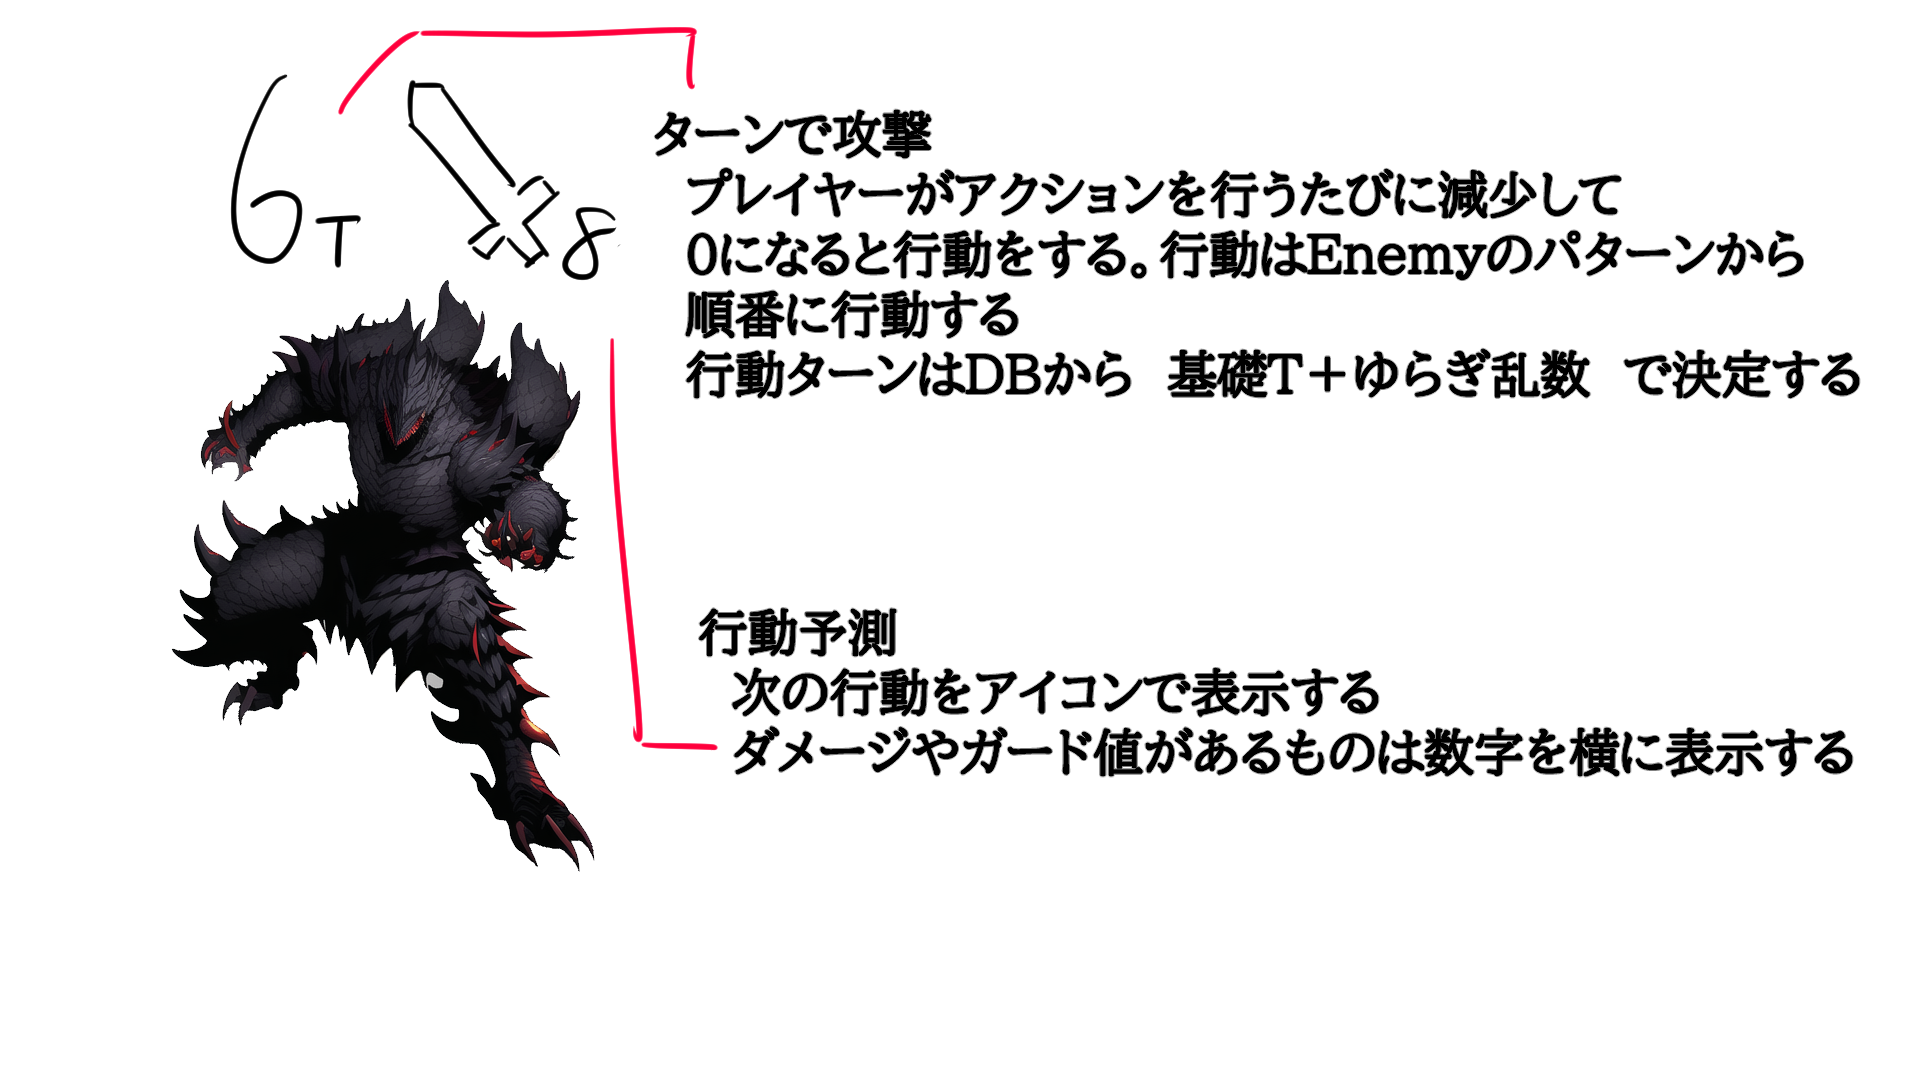 6T 8
ターンで攻撃
プレイヤーがアクションを行うたびに減少して
0になると行動をする。行動はEnemyのパターンから
順番に行動する
行動ターンはDBから　基礎T＋ゆらぎ乱数　で決定する
行動予測
次の行動をアイコンで表示する
ダメージやガード値があるものは数字を横に表示する